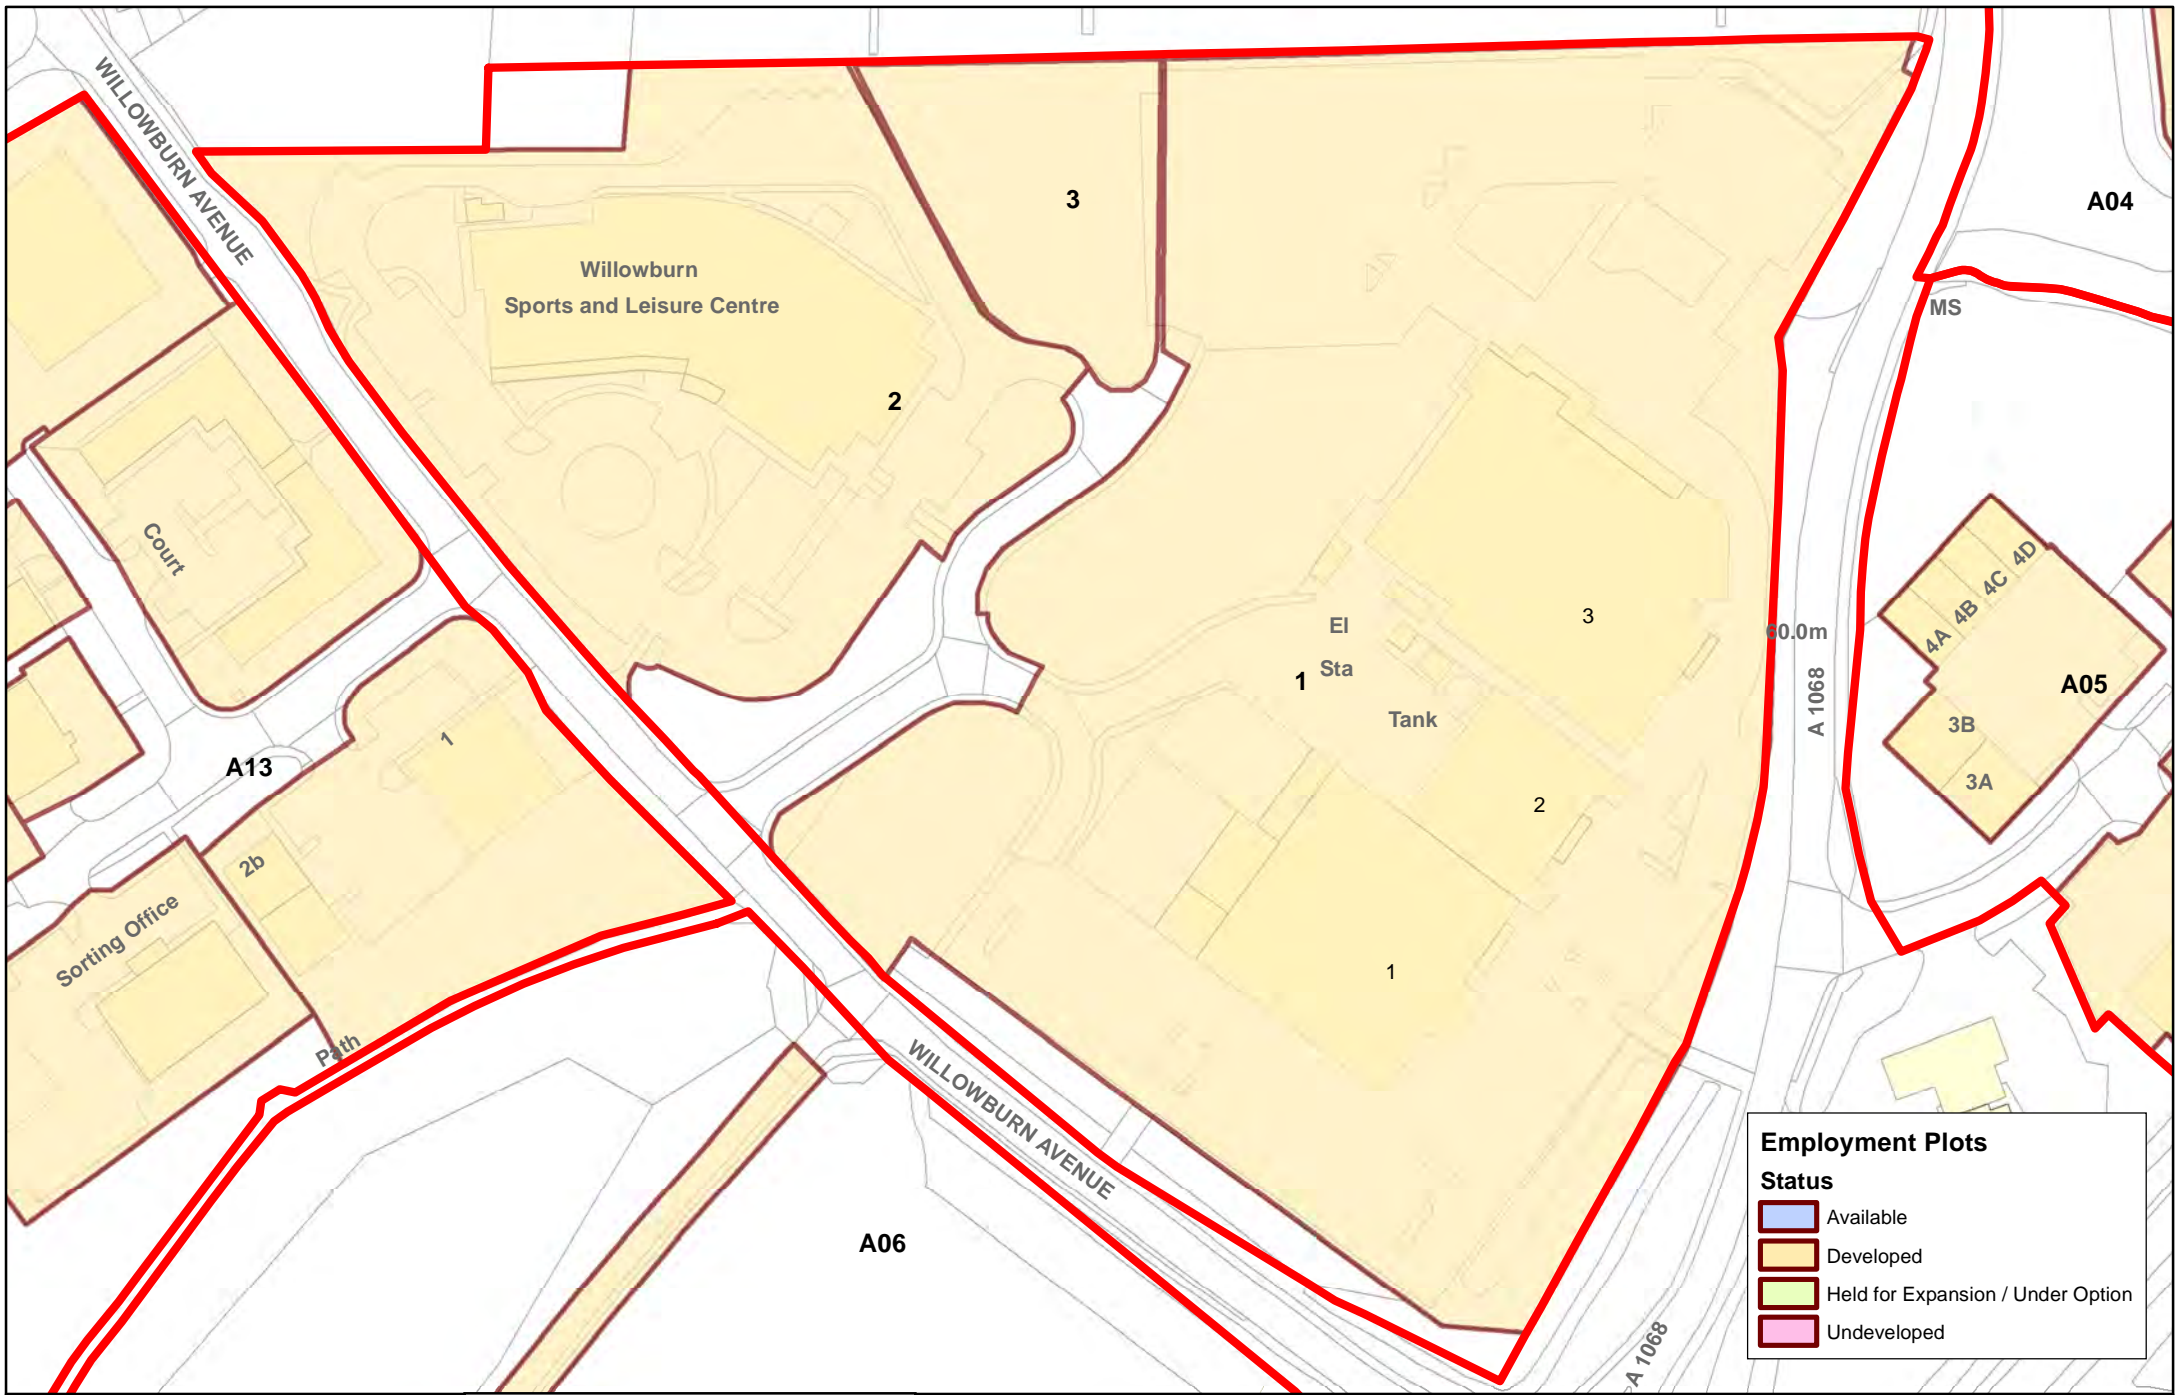 WILLOWBURN AVENUE
3
A04
Willowburn
Sports and Leisure Centre
MS
2
Court
4D
4C
4B
4A
El
Sta
3
60.0m
1
A 1068
A05
Tank
3B
3A
1
A13
2
2b
Sorting Office
1
Path
WILLOWBURN AVENUE
A06
A 1068
Employment Plots
Status
Available
Developed
Held for Expansion / Under Option
Undeveloped